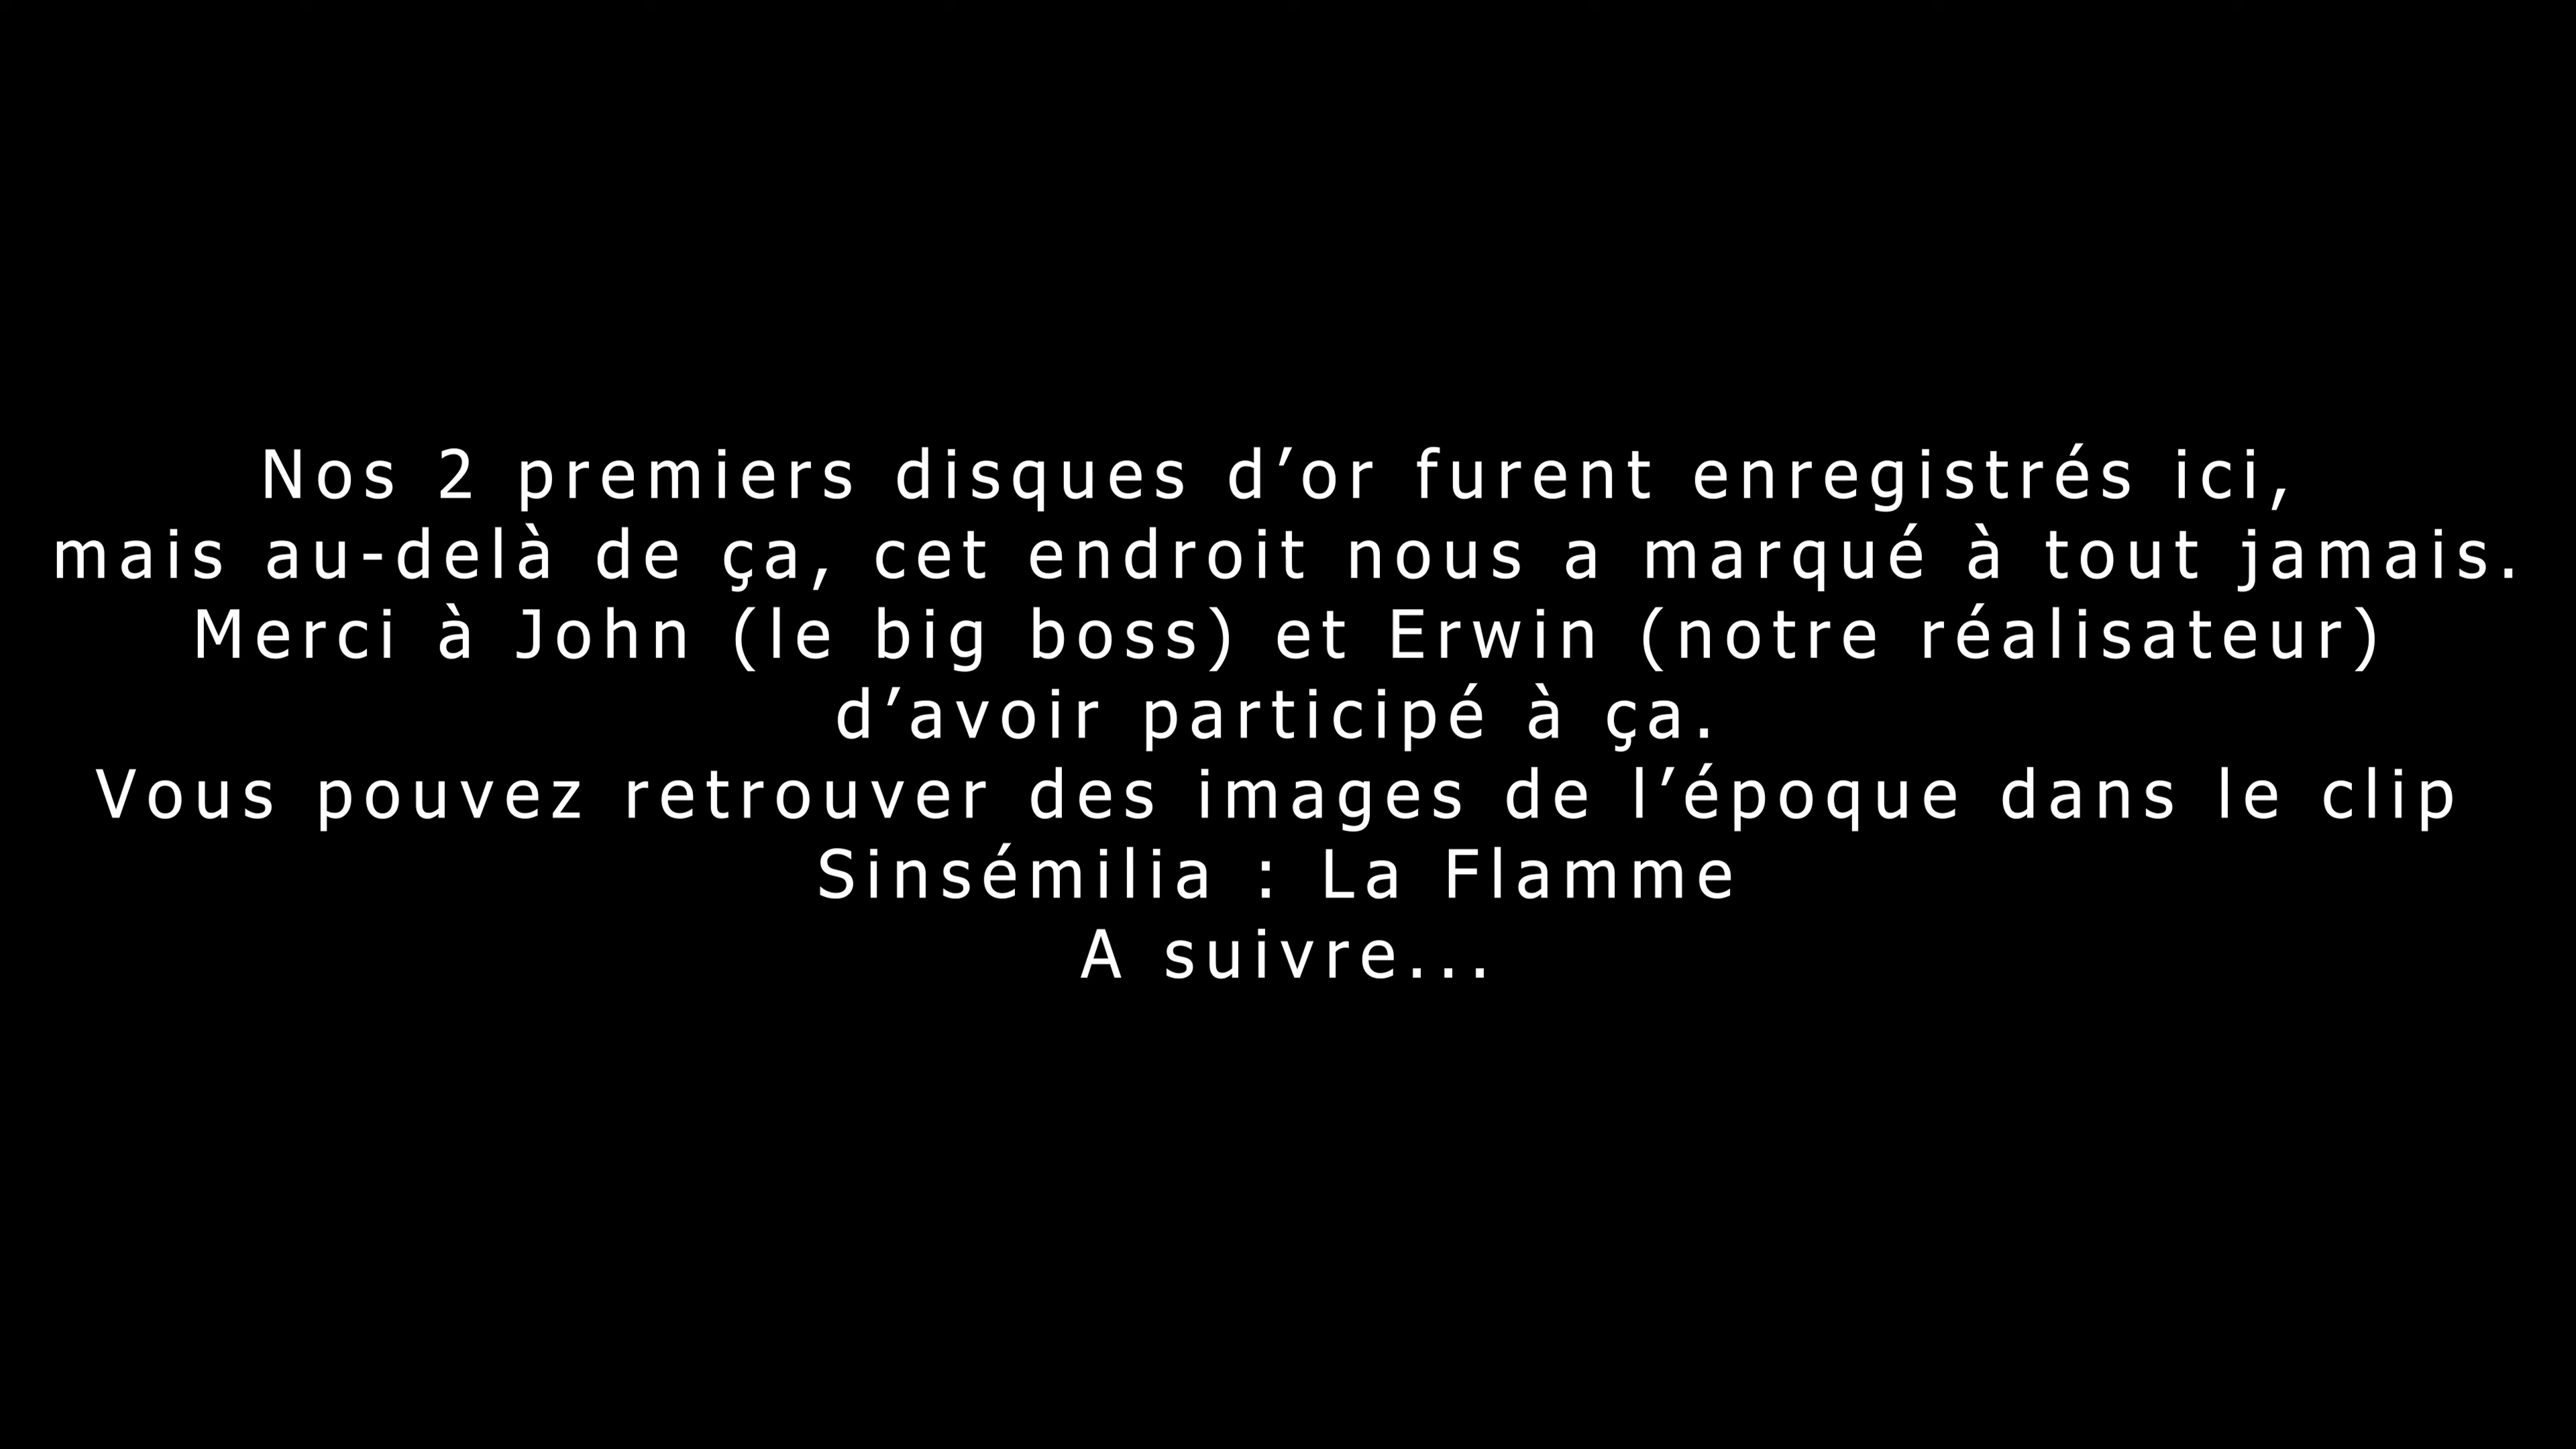 Nos 2 premiers disques d’or furent enregistrés ici,
mais au-delà de ça, cet endroit nous a marqué à tout jamais.
Merci à John (le big boss) et Erwin (notre réalisateur)
d’avoir participé à ça.
Vous pouvez retrouver des images de l’époque dans le clip
Sinsémilia : La Flamme
A suivre...